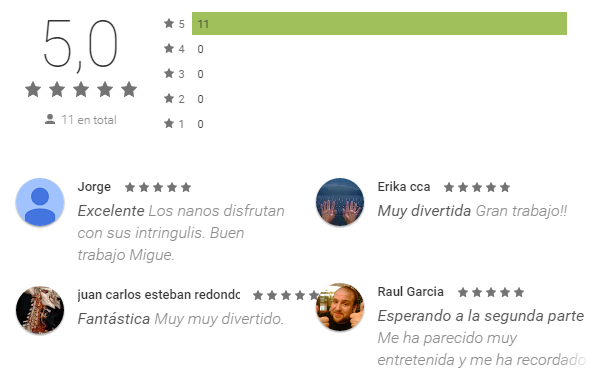 5,0
11 en total
5 11
4 0
3 0
2 0
1 0
Jorge
Excelente Los nanos disfrutan
con sus intringulis. Buen
trabajo Migue.
Erika cca
Muy divertida Gran trabajo!!
juan carlos esteban redondo
Fantástica Muy muy divertido.
Raul Garcia
Esperando a la segunda parte
Me ha parecido muy
entretenida y me ha recordado